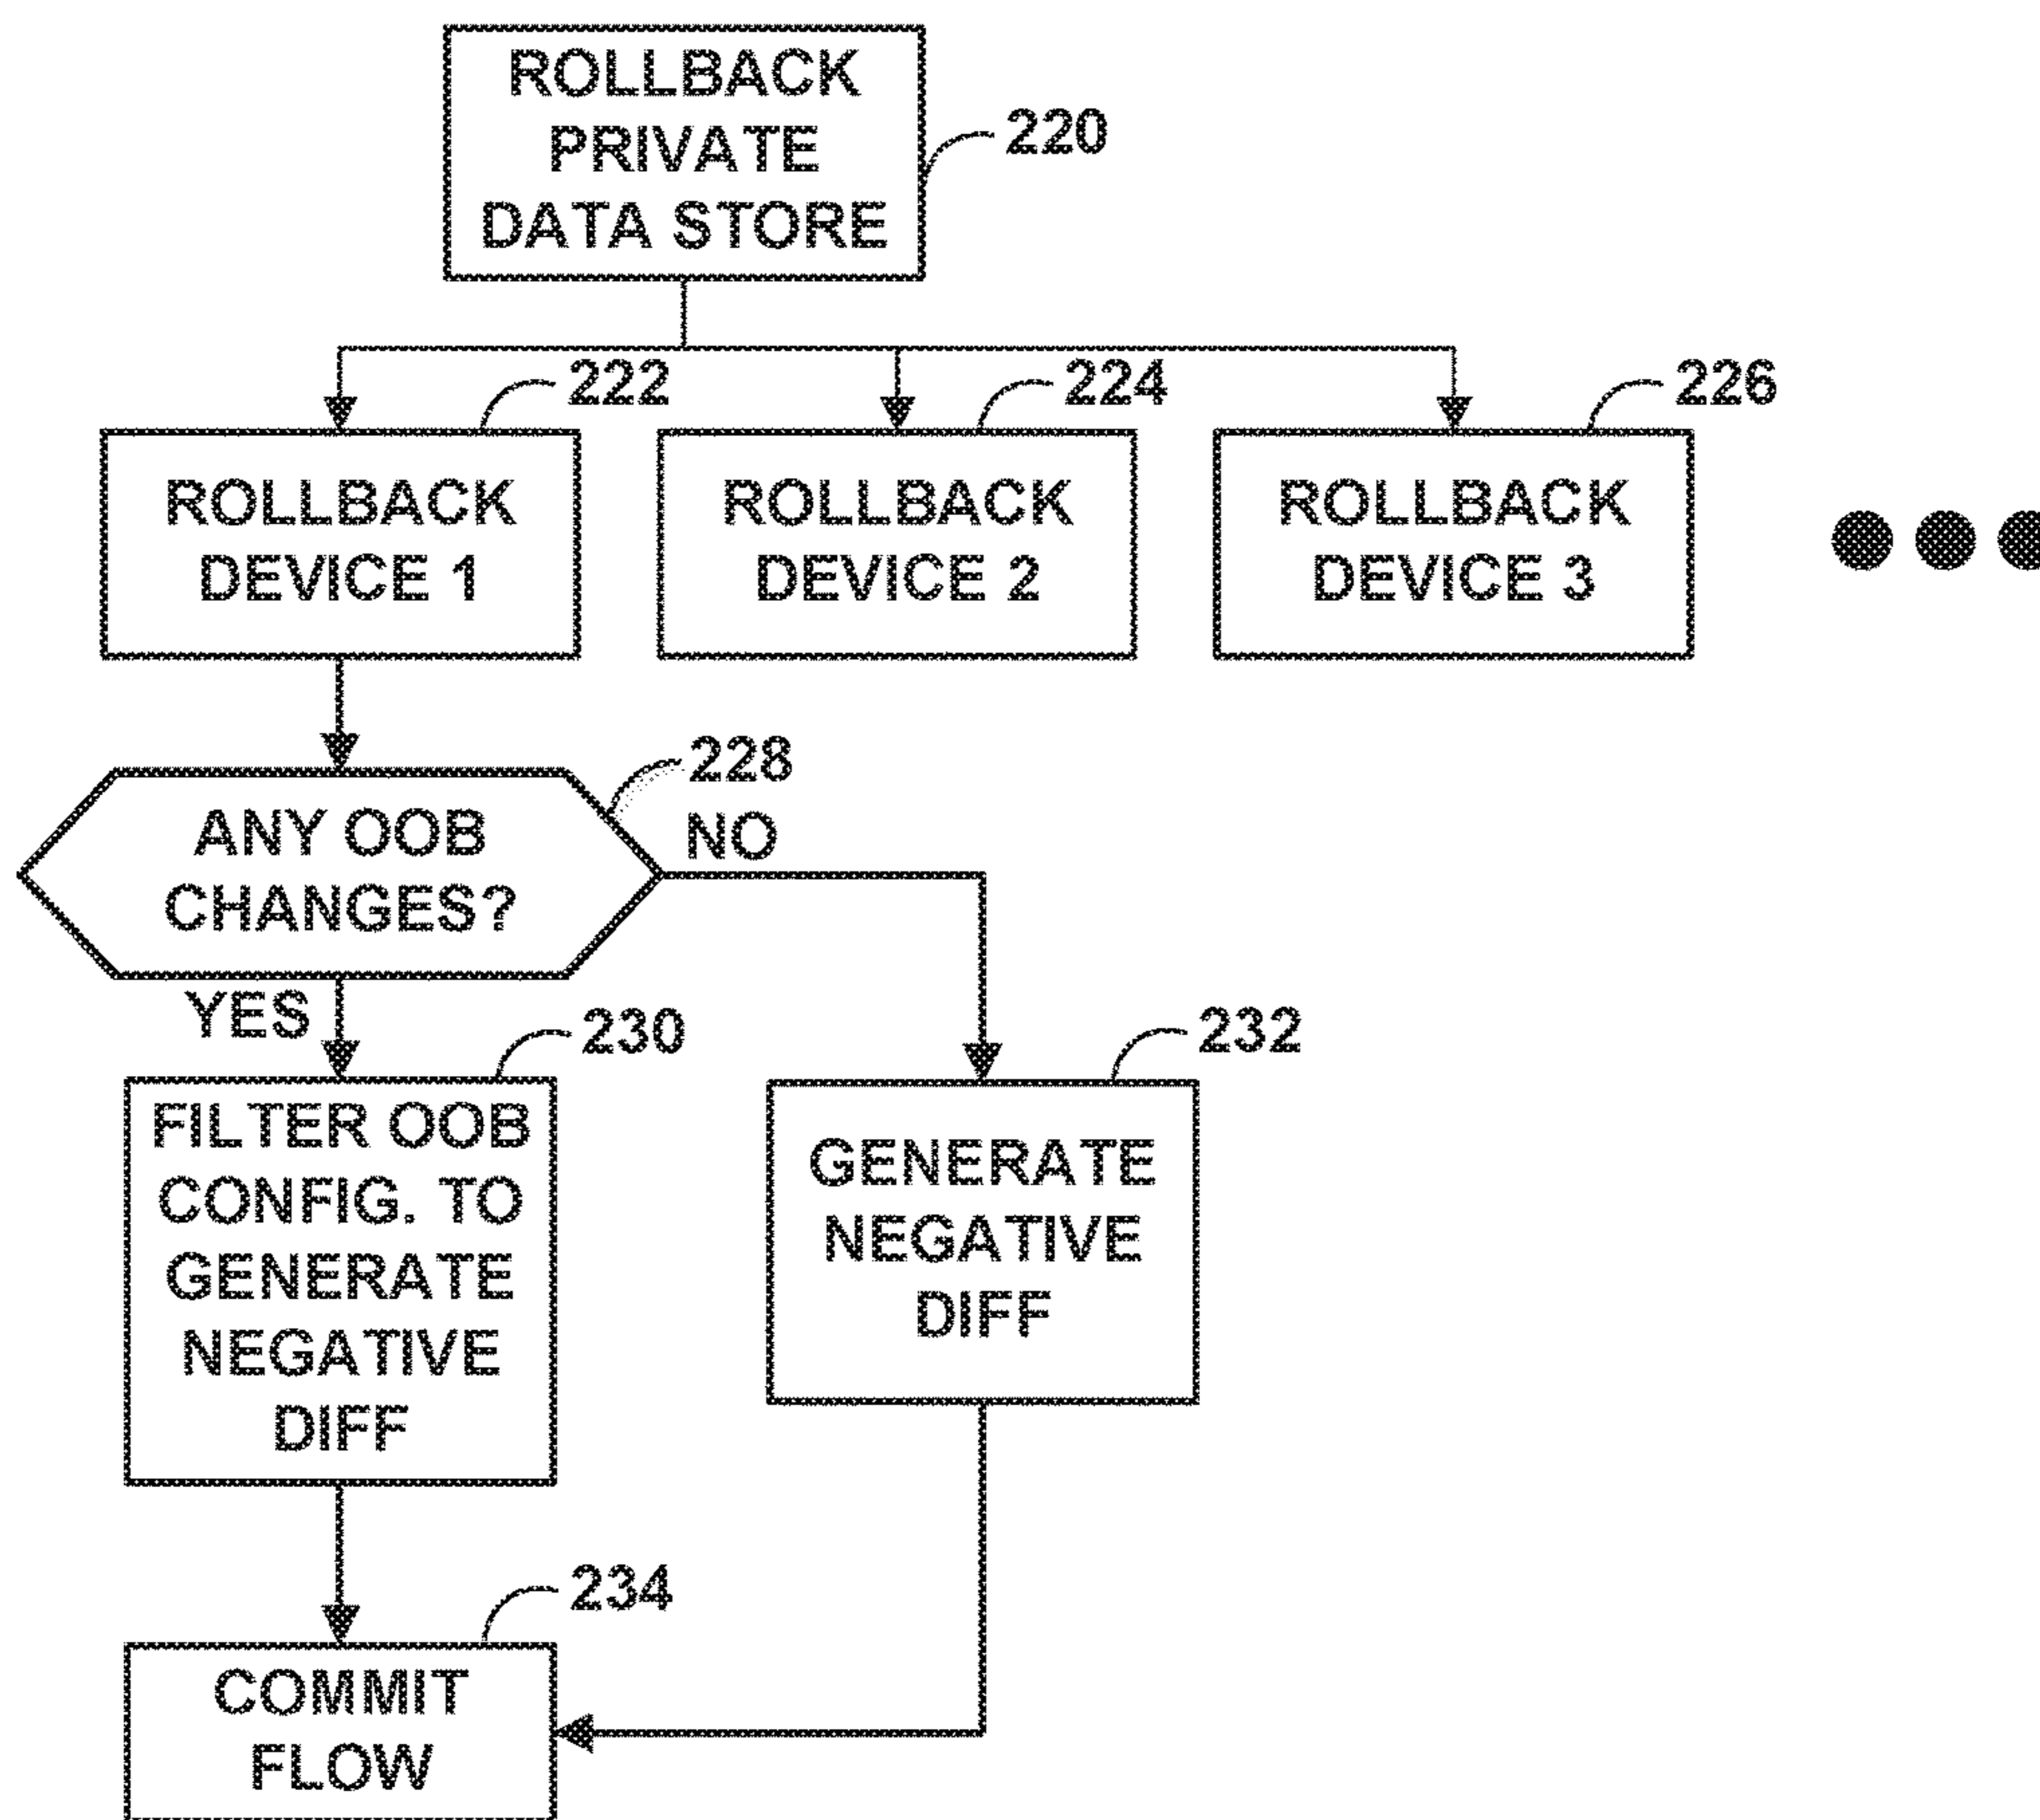 ROLLBACK
PRIVATE
DATA STORE
220
222
224
226
ROLLBACK
DEVICE 1
ROLLBACK
DEVICE 2
ROLLBACK
DEVICE 3
228
ANY OOB
CHANGES?
NO
YES
230
232
FILTER OOB
CONFIG. TO
GENERATE
NEGATIVE
DIFF
GENERATE
NEGATIVE
DIFF
234
COMMIT
FLOW